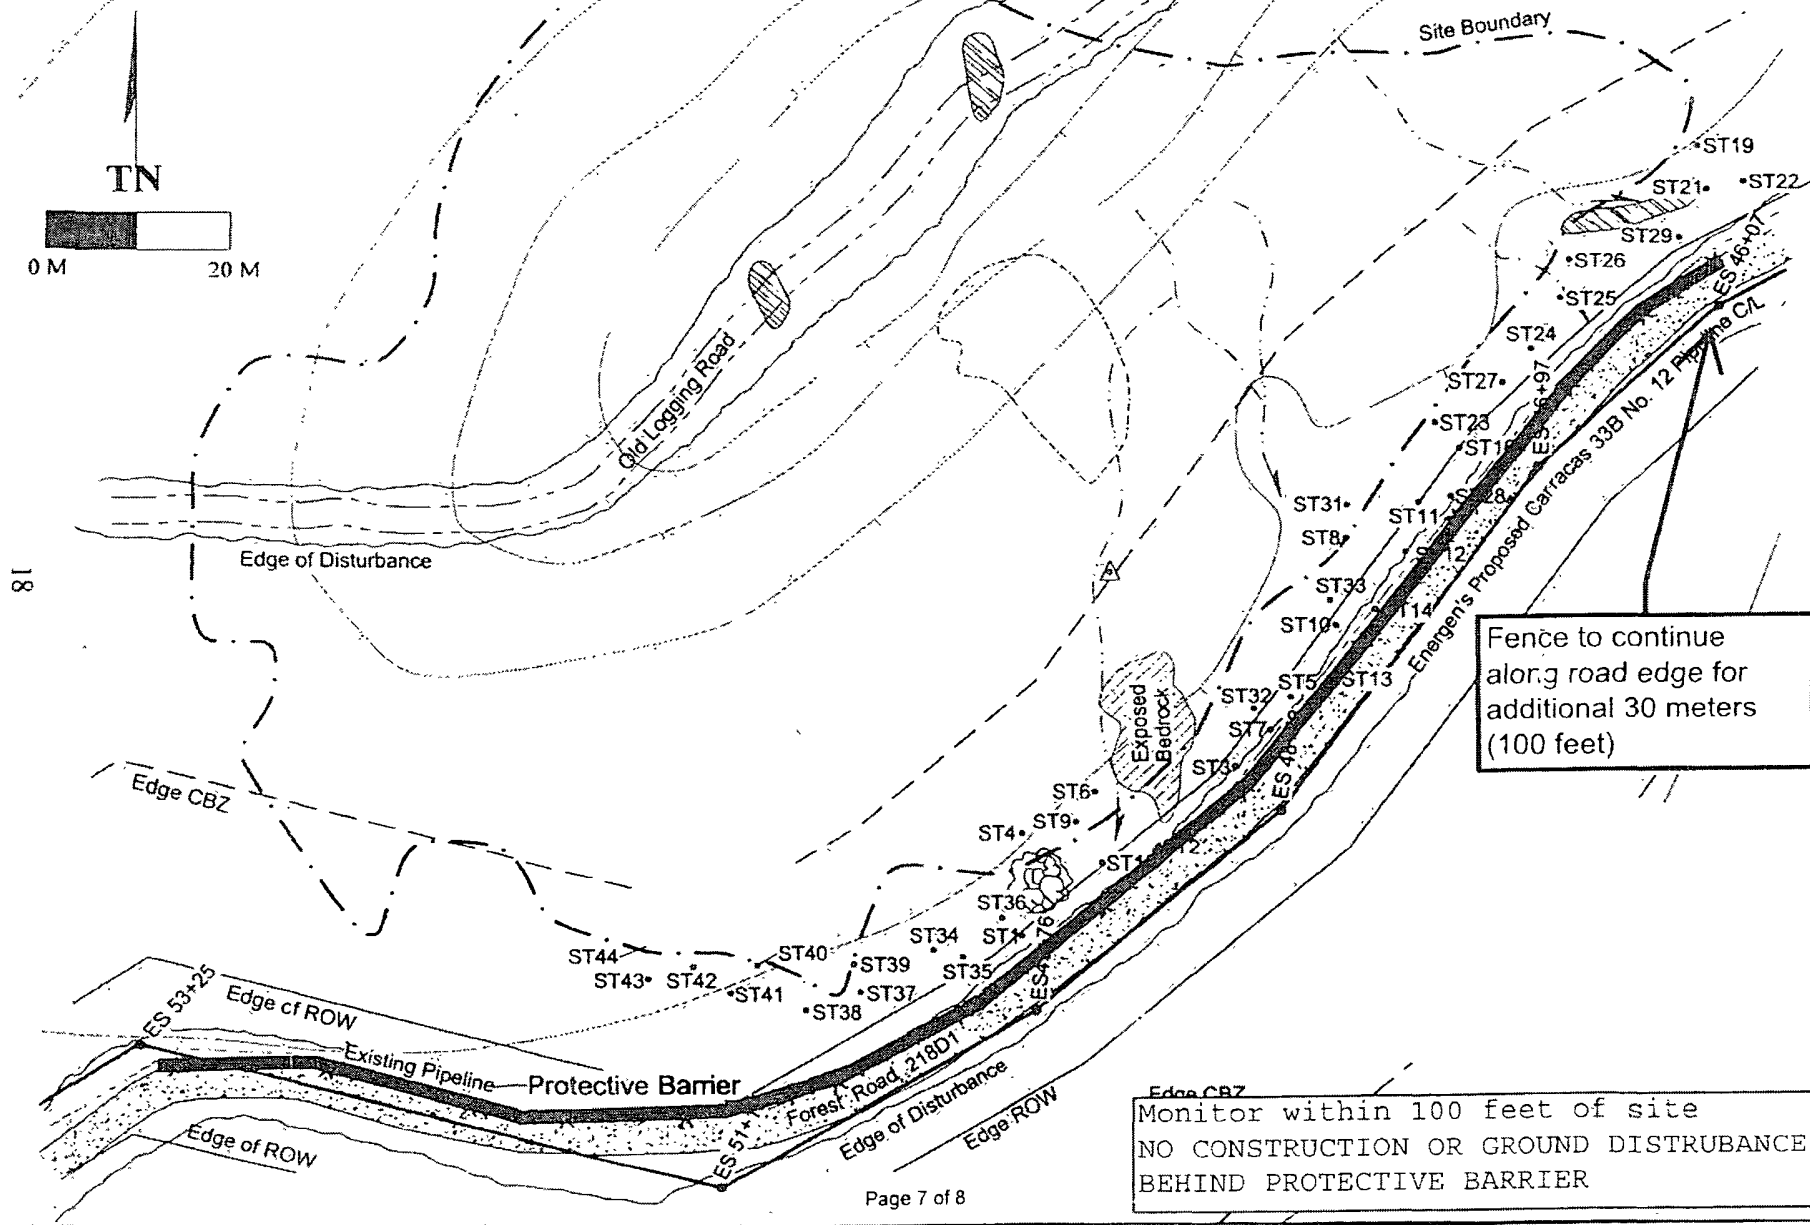 Site Boundary
TN
0 M 20 M
ST19
ST21
ST22
ST29
ST26
ST25
ST24
ST27
ST23
ES 46+07
Energen's Proposed Carracas 33B No. 12 Pipeline C/L
Old Logging Road
Edge of Disturbance
ST31
ST11
ST28
ST8
ST33
ST10
ST14
18
Fence to continue
along road edge for
additional 30 meters
(100 feet)
ST32
ST5
ST13
ST7
ST3
Exposed
Bedrock
ST6
ST9
ST4
Edge CBZ
ST36
ST34
ST1
ST35
ST44
ST43
ST42
ST40
ST41
ST39
ST37
ST38
ES 53+25
Edge of ROW
Existing Pipeline
Protective Barrier
Forest Road 218D1
Edge of Disturbance
Edge ROW
Edge of ROW
Edge CBZ
Monitor within 100 feet of site
NO CONSTRUCTION OR GROUND DISTRUBANCE
BEHIND PROTECTIVE BARRIER
Page 7 of 8